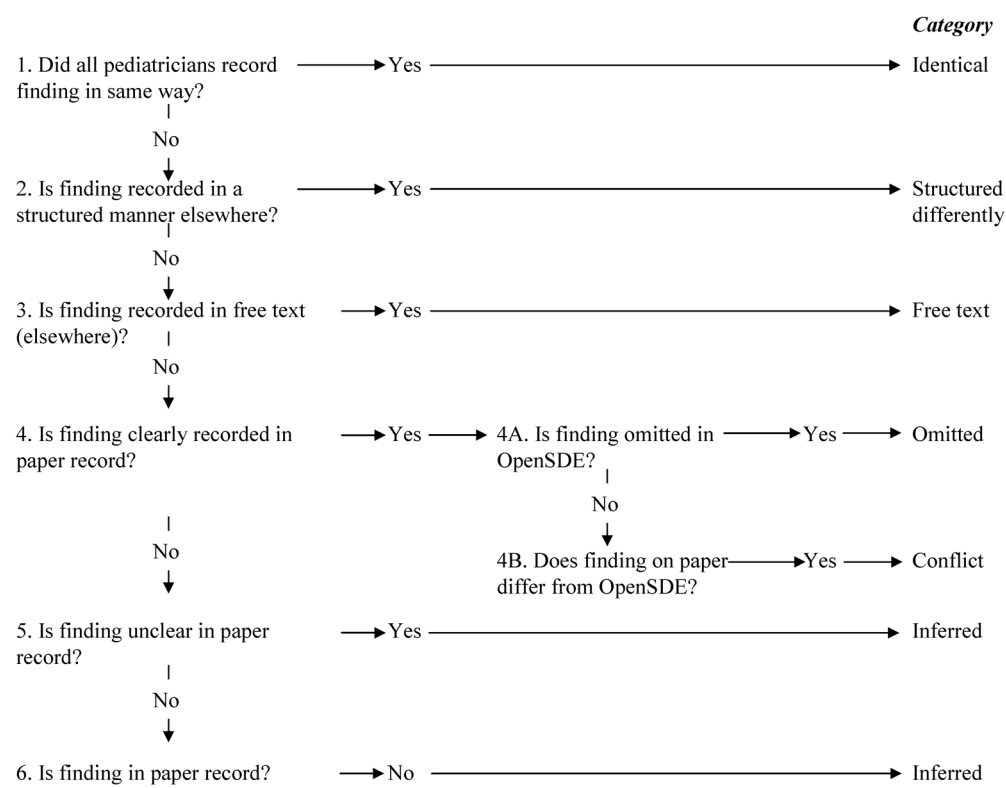 Category
1. Did all pediatricians record Yes Identical
finding in same way?
No
2. Is finding recorded in a Yes Structured
structured manner elsewhere? differently
No
3. Is finding recorded in free text Yes Free text
(elsewhere)?
No
4. Is finding clearly recorded in Yes 4A. Is finding omitted in Yes Omitted
paper record? OpenSDE?
No
No
4B. Does finding on paper Yes Conflict
differ from OpenSDE?
5. Is finding unclear in paper Yes Inferred
record?
No
6. Is finding in paper record? No Inferred